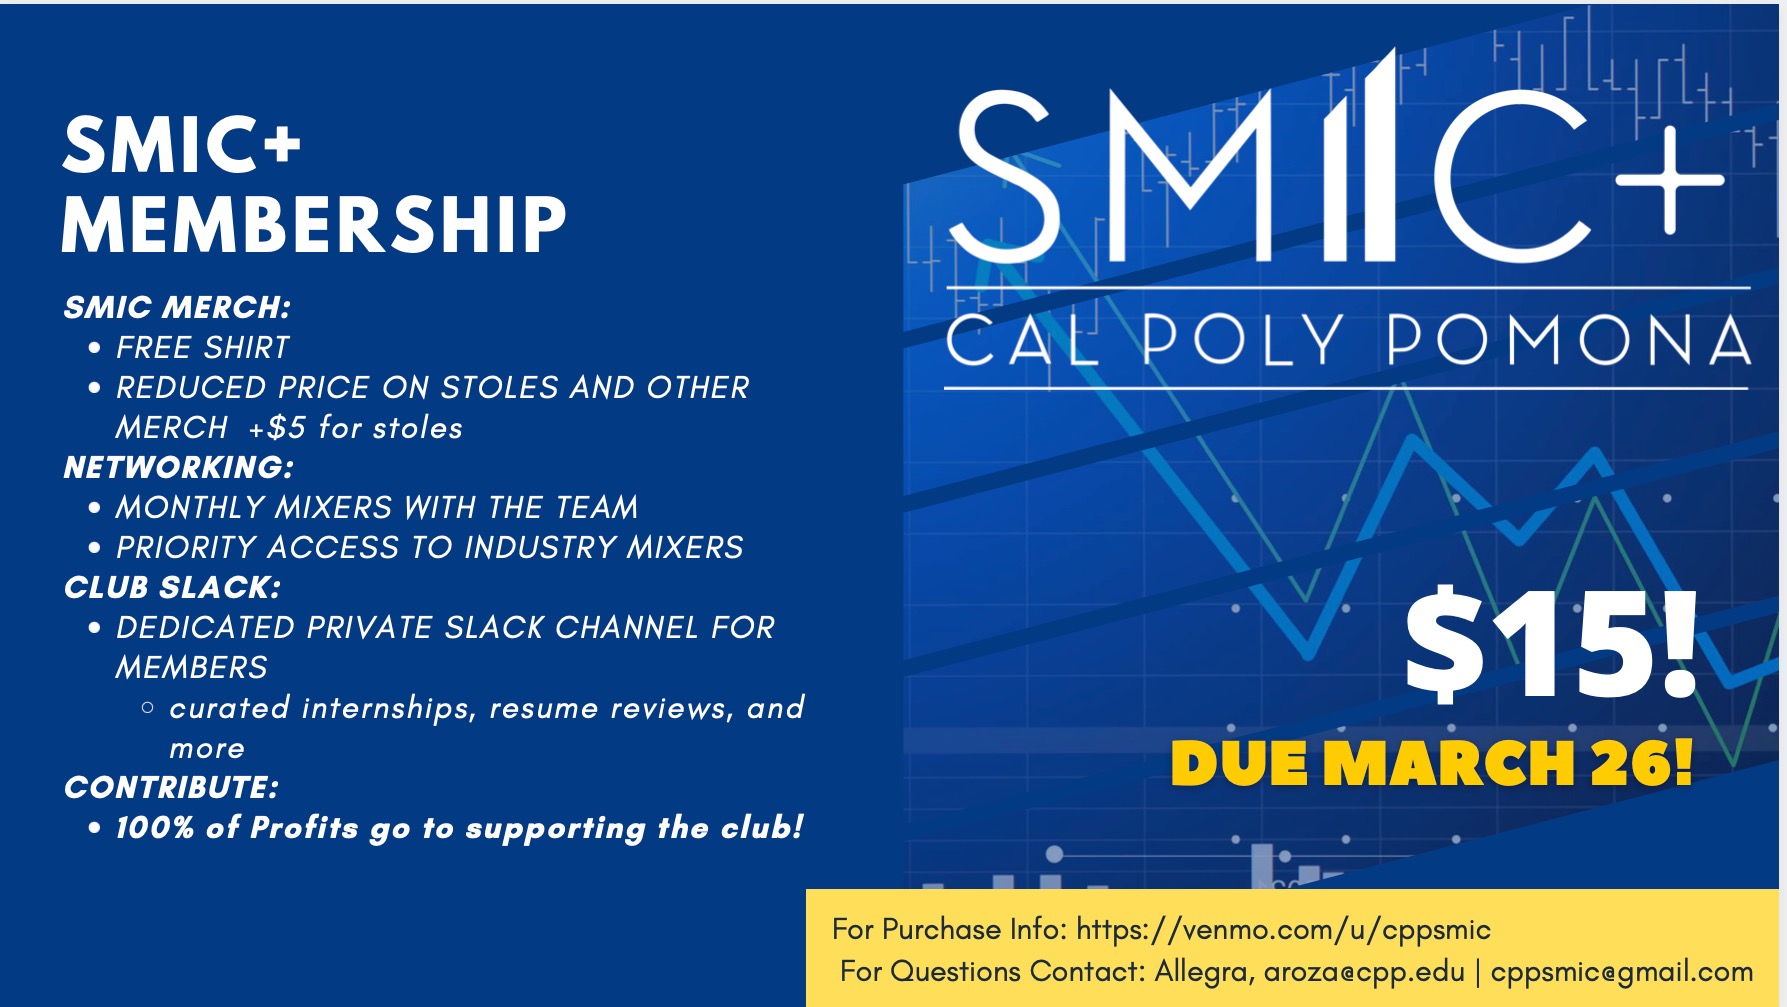 SMIC+
MEMBERSHIP
SMIC MERCH:
• FREE SHIRT
• REDUCED PRICE ON STOLES AND OTHER
MERCH +$5 for stoles
NETWORKING:
• MONTHLY MIXERS WITH THE TEAM
• PRIORITY ACCESS TO INDUSTRY MIXERS
CLUB SLACK:
• DEDICATED PRIVATE SLACK CHANNEL FOR
MEMBERS
○ curated internships, resume reviews, and
more
CONTRIBUTE:
• 100% of Profits go to supporting the club!
SMIC+
CAL POLY POMONA
$15!
DUE MARCH 26!
For Purchase Info: https://venmo.com/u/cppsmic
For Questions Contact: Allegra, aroza@cpp.edu | cppsmic@gmail.com